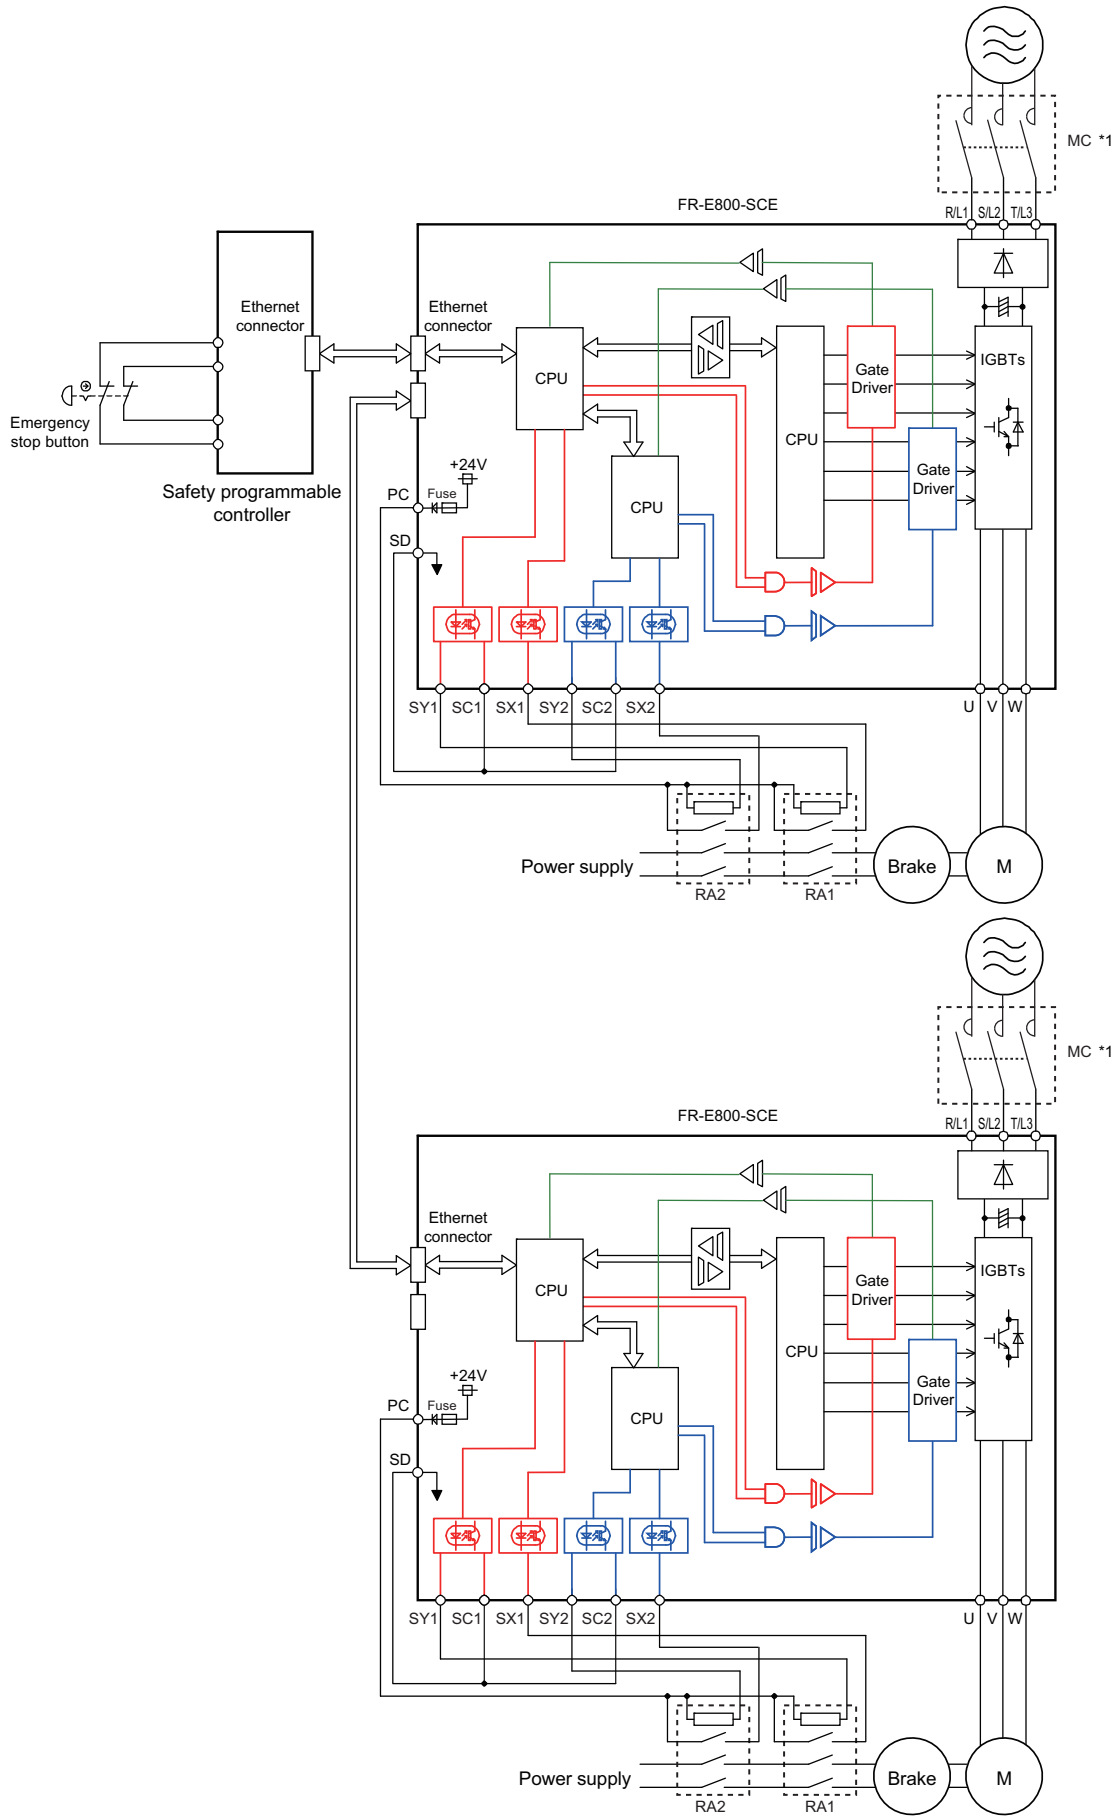 MC *1
FR-E800-SCE
R/L1 S/L2 T/L3
Ethernet
connector
Ethernet
connector
CPU
Gate
Driver
IGBTs
Emergency
stop button
CPU
+24V
Gate
Driver
Safety programmable
controller
PC
Fuse
CPU
SD
SY1 SC1 SX1 SY2 SC2 SX2
U V W
Power supply
Brake
M
RA2
RA1
MC *1
FR-E800-SCE
R/L1 S/L2 T/L3
Ethernet
connector
CPU
IGBTs
Gate
Driver
CPU
+24V
Gate
Driver
PC
Fuse
CPU
SD
SY1 SC1 SX1 SY2 SC2 SX2
U V W
Power supply
Brake
M
RA2
RA1